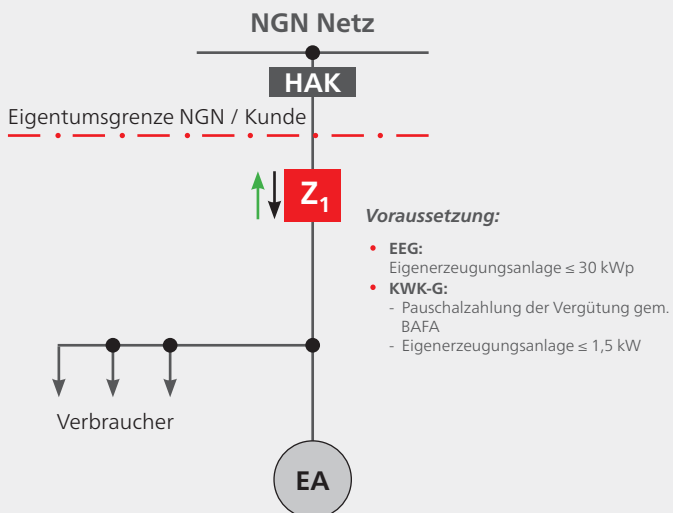 NGN Netz
HAK
Eigentumsgrenze NGN / Kunde
Z1
Voraussetzung:
• EEG:
Eigenerzeugungsanlage ≤ 30 kWp
• KWK-G:
- Pauschalzahlung der Vergütung gem.
BAFA
- Eigenerzeugungsanlage ≤ 1,5 kW
Verbraucher
EA